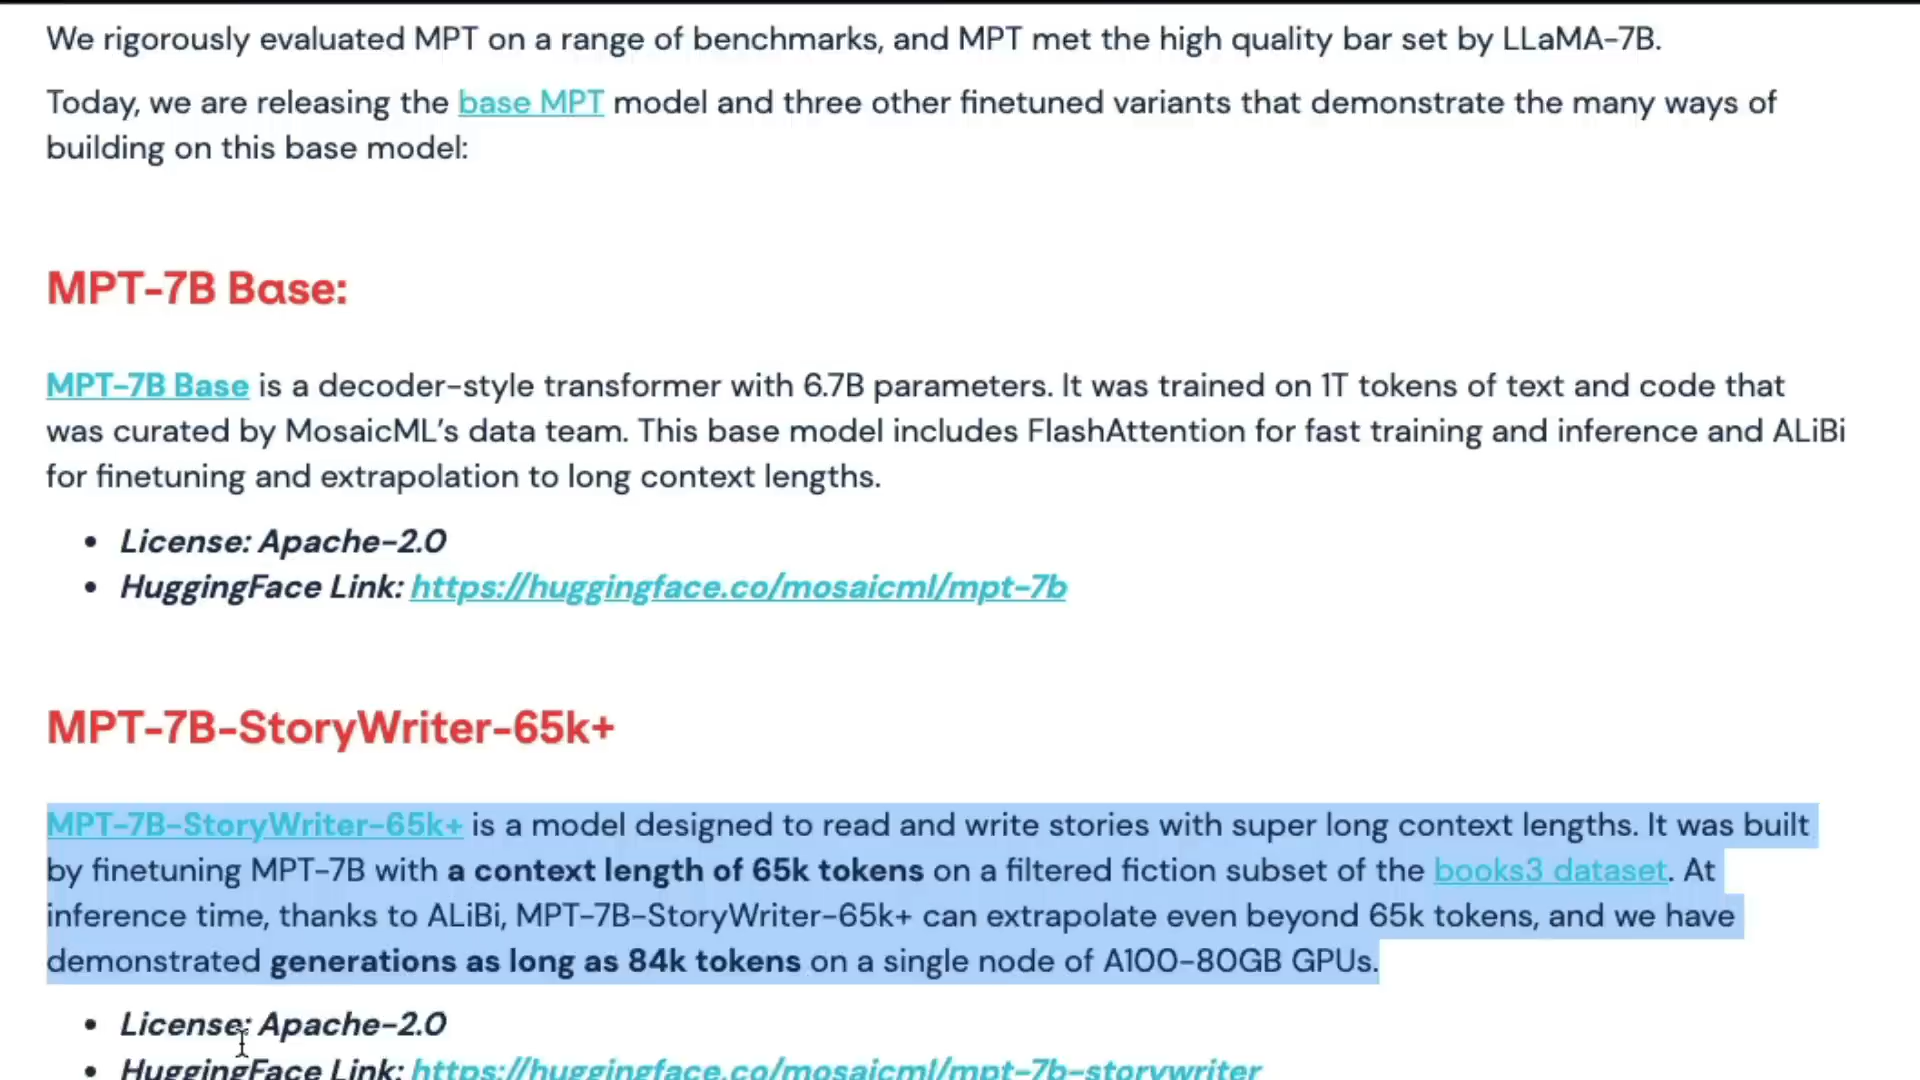 We rigorously evaluated MPT on a range of benchmarks, and MPT met the high quality bar set by LLaMA-7B.
Today, we are releasing the base MPT model and three other finetuned variants that demonstrate the many ways of
building on this base model:
MPT-7B Base:
MPT-7B Base is a decoder-style transformer with 6.7B parameters. It was trained on 1T tokens of text and code that
was curated by MosaicML’s data team. This base model includes FlashAttention for fast training and inference and ALiBi
for finetuning and extrapolation to long context lengths.
• License: Apache-2.0
• HuggingFace Link: https://huggingface.co/mosaicml/mpt-7b
MPT-7B-StoryWriter-65k+
MPT-7B-StoryWriter-65k+ is a model designed to read and write stories with super long context lengths. It was built
by finetuning MPT-7B with a context length of 65k tokens on a filtered fiction subset of the books3 dataset. At
inference time, thanks to ALiBi, MPT-7B-StoryWriter-65k+ can extrapolate even beyond 65k tokens, and we have
demonstrated generations as long as 84k tokens on a single node of A100-80GB GPUs.
• License: Apache-2.0
• HuggingFace Link: https://huggingface.co/mosaicml/mpt-7b-storywriter